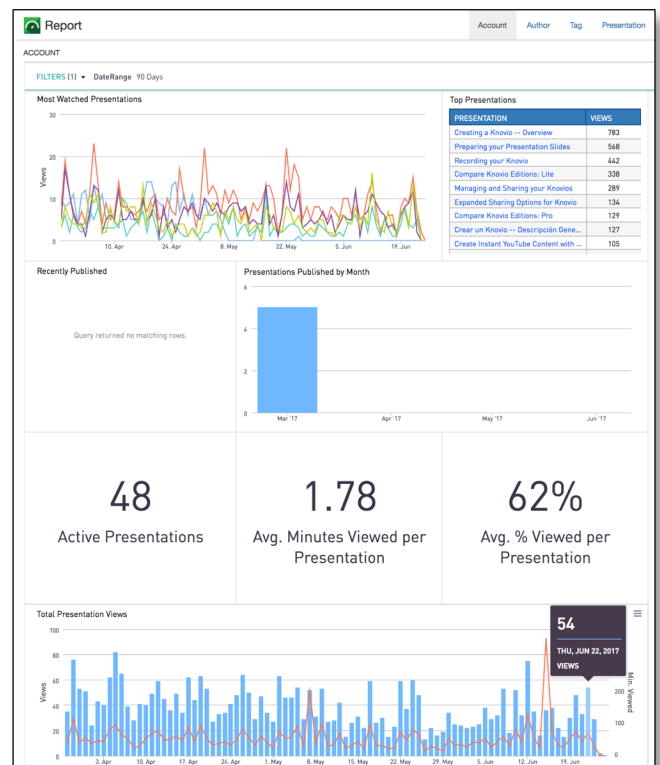 Report
Account Author Tag Presentation
ACCOUNT
FILTERS (1) DateRange 90 Days
Most Watched Presentations
30
20
10
0
Views
10. Apr 24. Apr 8. May 22. May 5. Jun 19. Jun
Top Presentations
PRESENTATION VIEWS
Creating a Knovio -- Overview 783
Preparing your Presentation Slides 568
Recording your Knovio 442
Compare Knovio Editions: Lite 338
Managing and Sharing your Knovios 289
Expanded Sharing Options for Knovio 134
Compare Knovio Editions: Pro 129
Crear un Knovio -- Descripción Gene... 127
Create Instant YouTube Content with ... 105
Recently Published
Query returned no matching rows.
Presentations Published by Month
6
4
2
0
Mar '17 Apr '17 May '17 Jun '17
48
Active Presentations
1.78
Avg. Minutes Viewed per
Presentation
62%
Avg. % Viewed per
Presentation
Total Presentation Views
100
80
60
40
20
0
Views
3. Apr 10. Apr 17. Apr 24. Apr 1. May 8. May 15. May 22. May 29. May 5. Jun 12. Jun 19. Jun
54
THU, JUN 22, 2017
VIEWS
200
100
0
Min. Viewed